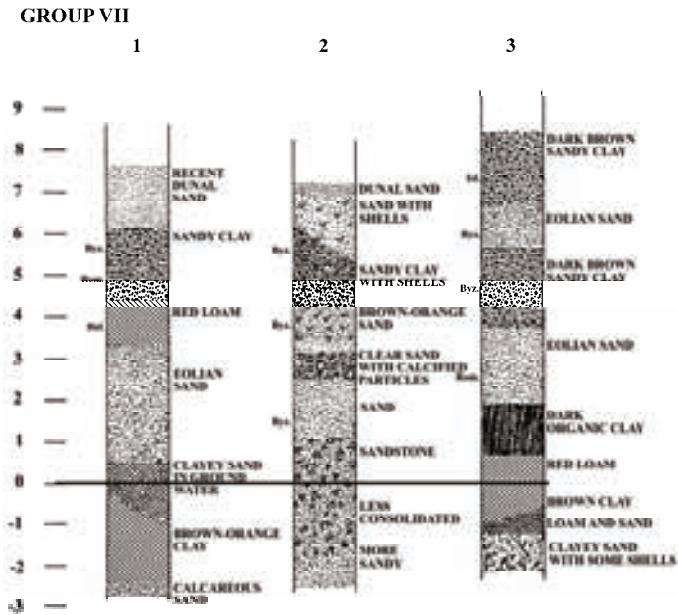 GROUP VII
1
2
3
9
8
7
6
5
4
3
2
1
0
-1
-2
-3
RECENT
DUNAL
SAND
Byz.
SANDY CLAY
Rom.
RED LOAM
Hel.
EOLIAN
SAND
CLAYEY SAND
IN GROUND
WATER
BROWN-ORANGE
CLAY
CALCAREOUS
SAND
DUNAL SAND
SAND WITH
SHELLS
Byz.
SANDY CLAY
WITH SHELLS
BROWN-ORANGE
SAND
Byz.
CLEAR SAND
WITH CALCIFIED
PARTICLES
SAND
Byz.
SANDSTONE
LESS
CONSOLIDATED
MORE
SANDY
DARK BROWN
SANDY CLAY
EOLIAN SAND
Byz.
DARK BROWN
SANDY CLAY
Byz.
EOLIAN SAND
Rom.
DARK
ORGANIC CLAY
RED LOAM
BROWN CLAY
LOAM AND SAND
CLAYEY SAND
WITH SOME SHELLS